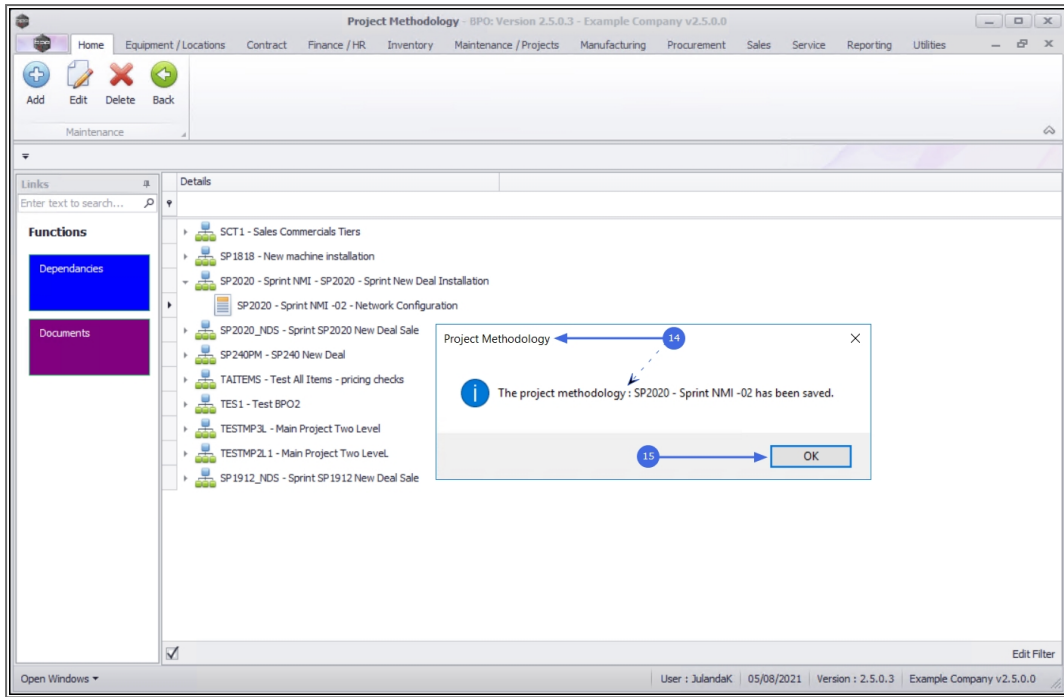 Project Methodology - BPO: Version 2.5.0.3 - Example Company v2.5.0.0
BPO Home Equipment / Locations Contract Finance / HR Inventory Maintenance / Projects Manufacturing Procurement Sales Service Reporting Utilities
Add Edit Delete Back
Maintenance
Links
Enter text to search...
Functions
Dependancies
Documents
Details
SCT1 - Sales Commercials Tiers
SP1818 - New machine installation
SP2020 - Sprint NMI - SP2020 - Sprint New Deal Installation
SP2020 - Sprint NMI -02 - Network Configuration
SP2020_NDS - Sprint SP2020 New Deal Sale
SP240PM - SP240 New Deal
TAITEMS - Test All Items - pricing checks
TES1 - Test BPO2
TESTMP3L - Main Project Two Level
TESTMP2L1 - Main Project Two LeveL
SP1912_NDS - Sprint SP1912 New Deal Sale
Project Methodology 14
The project methodology : SP2020 - Sprint NMI -02 has been saved.
15 OK
Edit Filter
Open Windows User : JulandaK 05/08/2021 Version : 2.5.0.3 Example Company v2.5.0.0